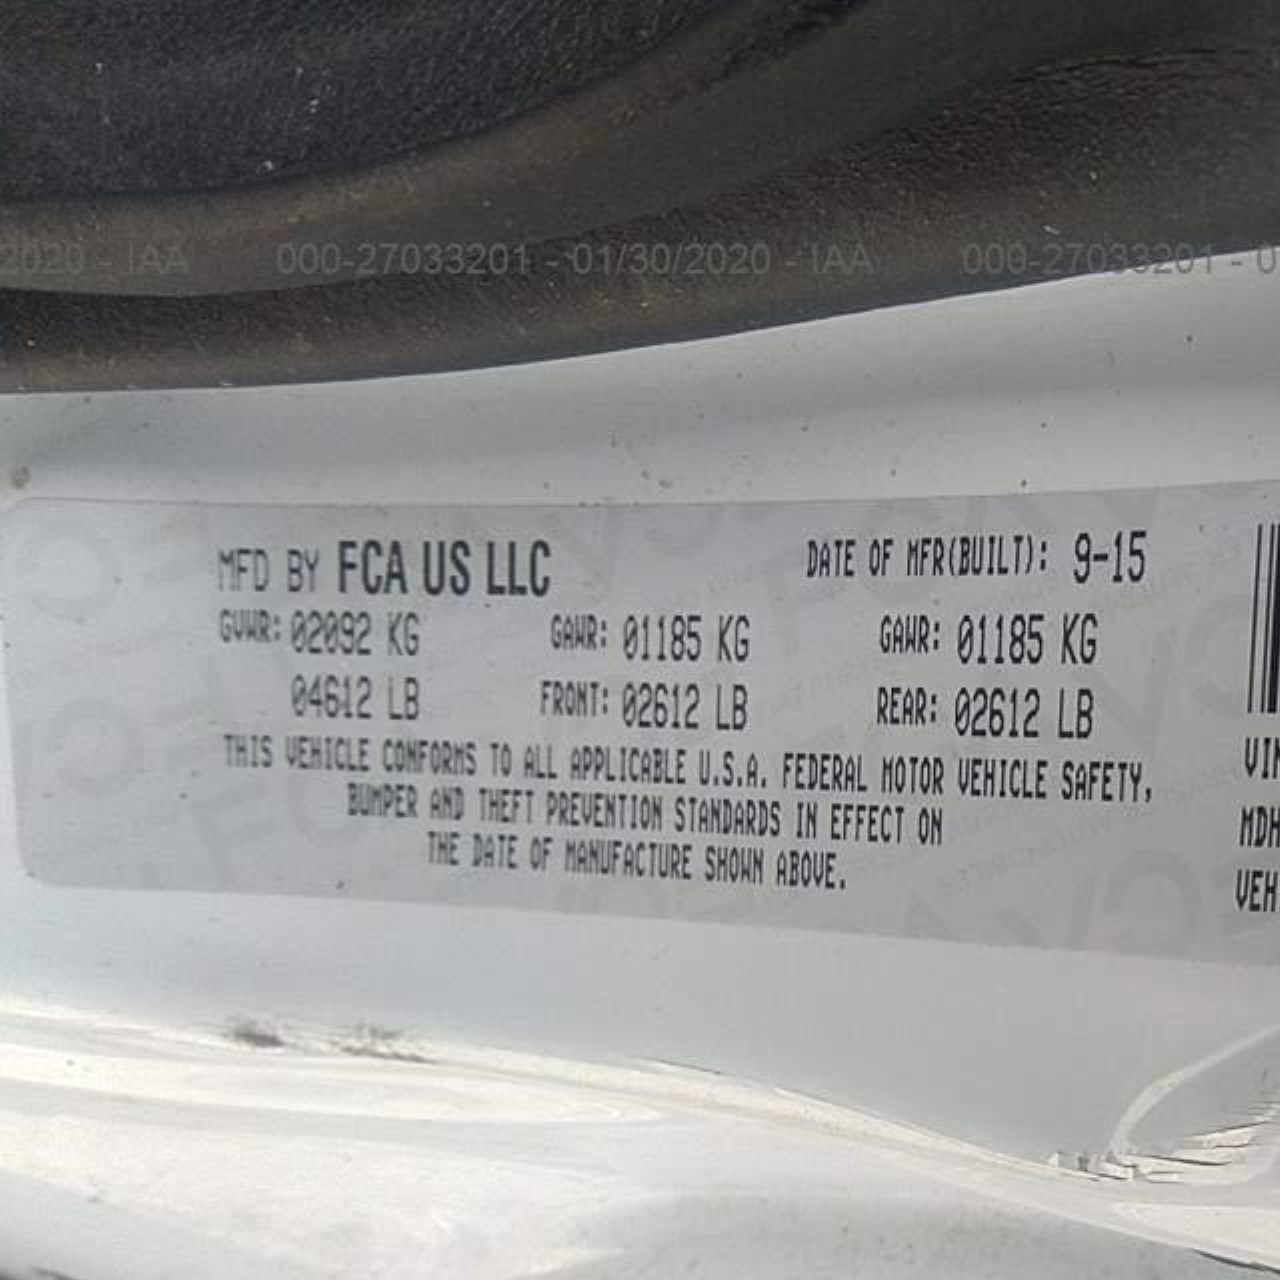 2020 - IAA 000-27033201 - 01/30/2020 - IAA 000-27033201 - 0
MFD BY FCA US LLC DATE OF MFR(BUILT): 9-15
GVWR: 02092 KG GAWR: 01185 KG GAWR: 01185 KG
04612 LB FRONT: 02612 LB REAR: 02612 LB
THIS VEHICLE CONFORMS TO ALL APPLICABLE U.S.A. FEDERAL MOTOR VEHICLE SAFETY,
BUMPER AND THEFT PREVENTION STANDARDS IN EFFECT ON
THE DATE OF MANUFACTURE SHOWN ABOVE.
VIN
MDH
VEH